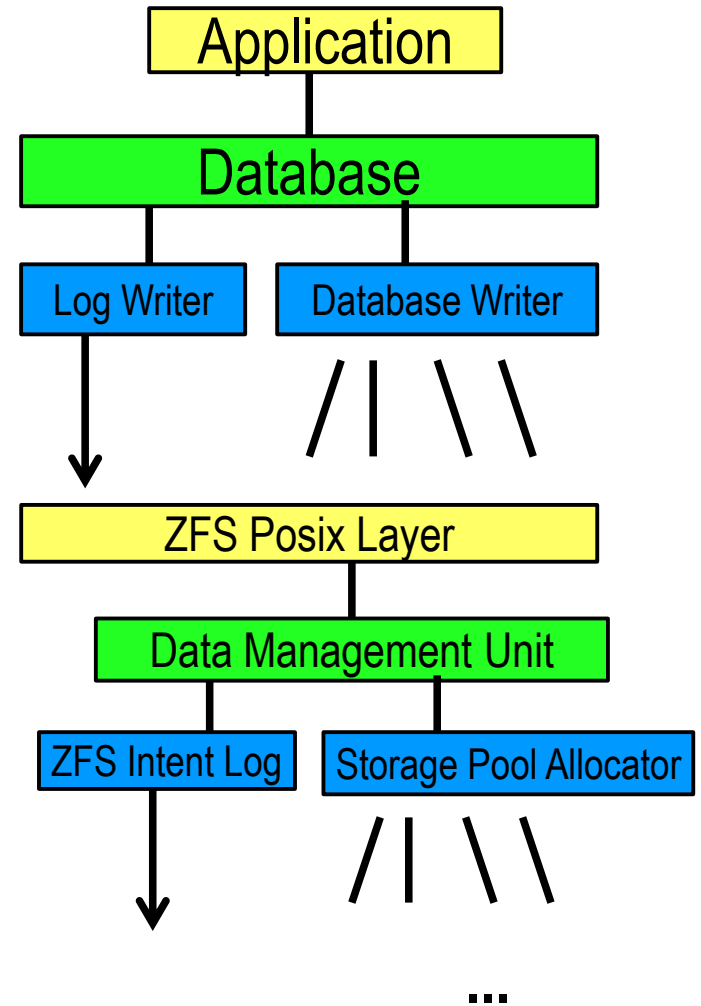 Application
Database
Log Writer
Database Writer
ZFS Posix Layer
Data Management Unit
ZFS Intent Log
Storage Pool Allocator
...